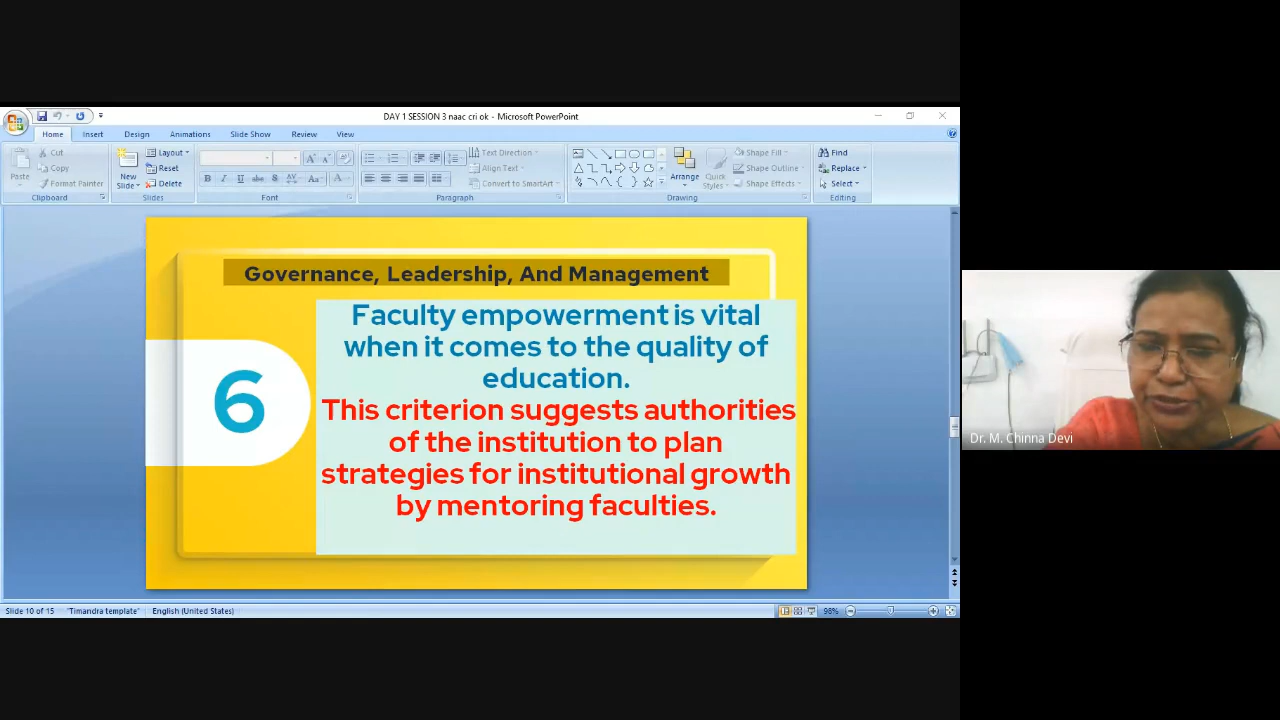 DAY 1 SESSION 3 naac cri ok - Microsoft PowerPoint
Home Insert Design Animations Slide Show Review View
Paste
Cut
Copy
Format Painter
Clipboard
New
Slide
Layout
Reset
Delete
Slides
B I U abc S AV Aa A
Font
Text Direction
Align Text
Convert to SmartArt
Paragraph
Arrange
Quick
Styles
Shape Fill
Shape Outline
Shape Effects
Drawing
Find
Replace
Select
Editing
Governance, Leadership, And Management
6
Faculty empowerment is vital
when it comes to the quality of
education.
This criterion suggests authorities
of the institution to plan
strategies for institutional growth
by mentoring faculties.
Dr. M. Chinna Devi
Slide 10 of 15 "Timandra template" English (United States) 98%